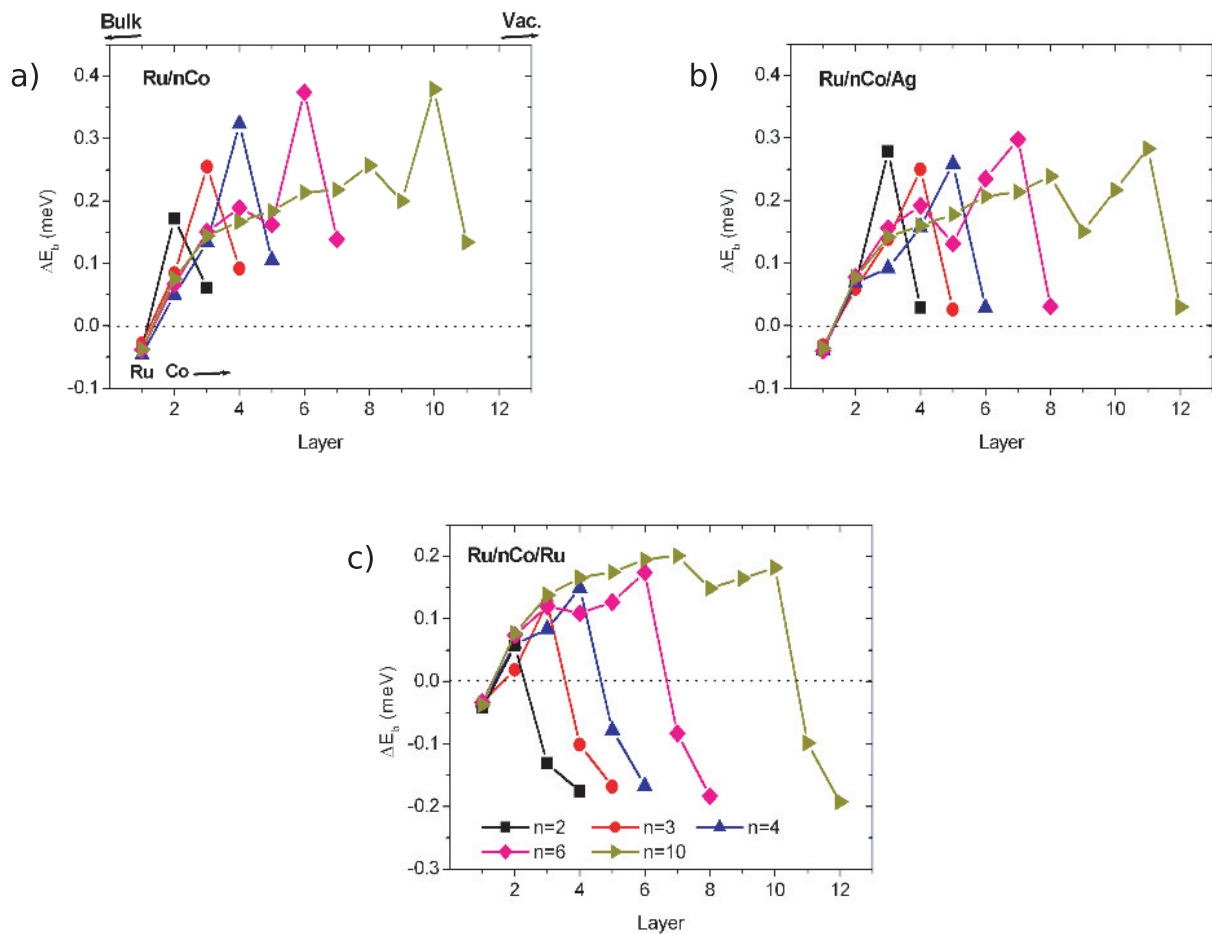 Bulk
Vac.
a)
Ru/nCo
0.4
0.3
0.2
0.1
0.0
-0.1
ΔE_b (meV)
Ru Co
2 4 6 8 10 12
Layer
b)
Ru/nCo/Ag
0.4
0.3
0.2
0.1
0.0
-0.1
ΔE_b (meV)
2 4 6 8 10 12
Layer
c)
Ru/nCo/Ru
0.2
0.1
0.0
-0.1
-0.2
-0.3
ΔE_b (meV)
n=2 n=3 n=4
n=6 n=10
2 4 6 8 10 12
Layer